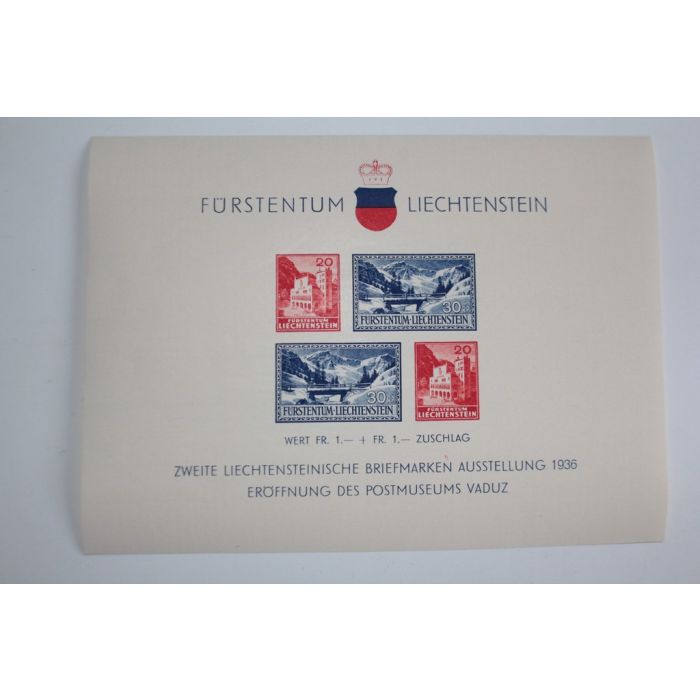 FÜRSTENTUM LIECHTENSTEIN
20
FÜRSTENTUM
LIECHTENSTEIN
30
FÜRSTENTUM·LIECHTENSTEIN
30
FÜRSTENTUM·LIECHTENSTEIN
20
FÜRSTENTUM
LIECHTENSTEIN
WERT FR. 1.— + FR. 1.— ZUSCHLAG
ZWEITE LIECHTENSTEINISCHE BRIEFMARKEN AUSSTELLUNG 1936
ERÖFFNUNG DES POSTMUSEUMS VADUZ